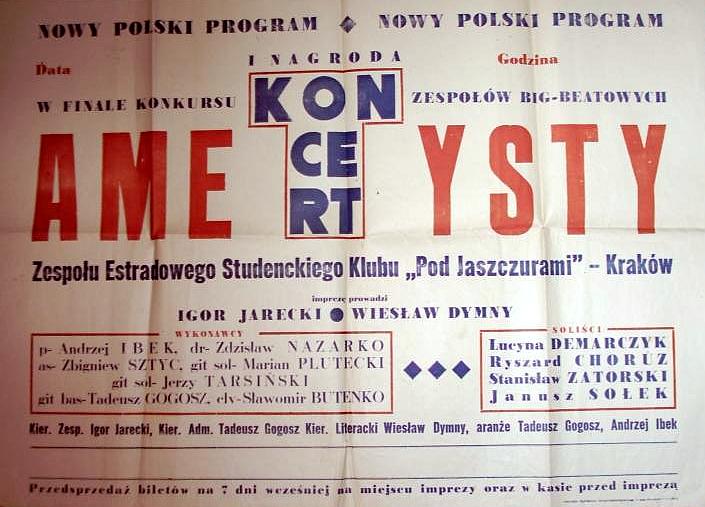 NOWY POLSKI PROGRAM ◆ NOWY POLSKI PROGRAM
Data
I NAGRODA
Godzina
W FINALE KONKURSU
KON
CE
RT
ZESPOŁÓW BIG-BEATOWYCH
AME YSTY
Zespołu Estradowego Studenckiego Klubu „Pod Jaszczurami” – Kraków
imprezę prowadzi
IGOR JARECKI ● WIESŁAW DYMNY
WYKONAWCY
p- Andrzej IBEK, dr- Zdzisław NAZARKO
as- Zbigniew SZTYC, git sol- Marian PLUTECKI
git sol- Jerzy TARSIŃSKI
git bas-Tadeusz GOGOSZ, clv-Sławomir BUTENKO
◆◆◆
SOLIŚCI
Lucyna DEMARCZYK
Ryszard CHORUZ
Stanisław ZATORSKI
Janusz SOŁEK
Kier. Zesp. Igor Jarecki, Kier. Adm. Tadeusz Gogosz Kier. Literacki Wiesław Dymny, aranże Tadeusz Gogosz, Andrzej Ibek
Przedsprzedaż biletów na 7 dni wcześniej na miejscu imprezy oraz w kasie przed imprezą